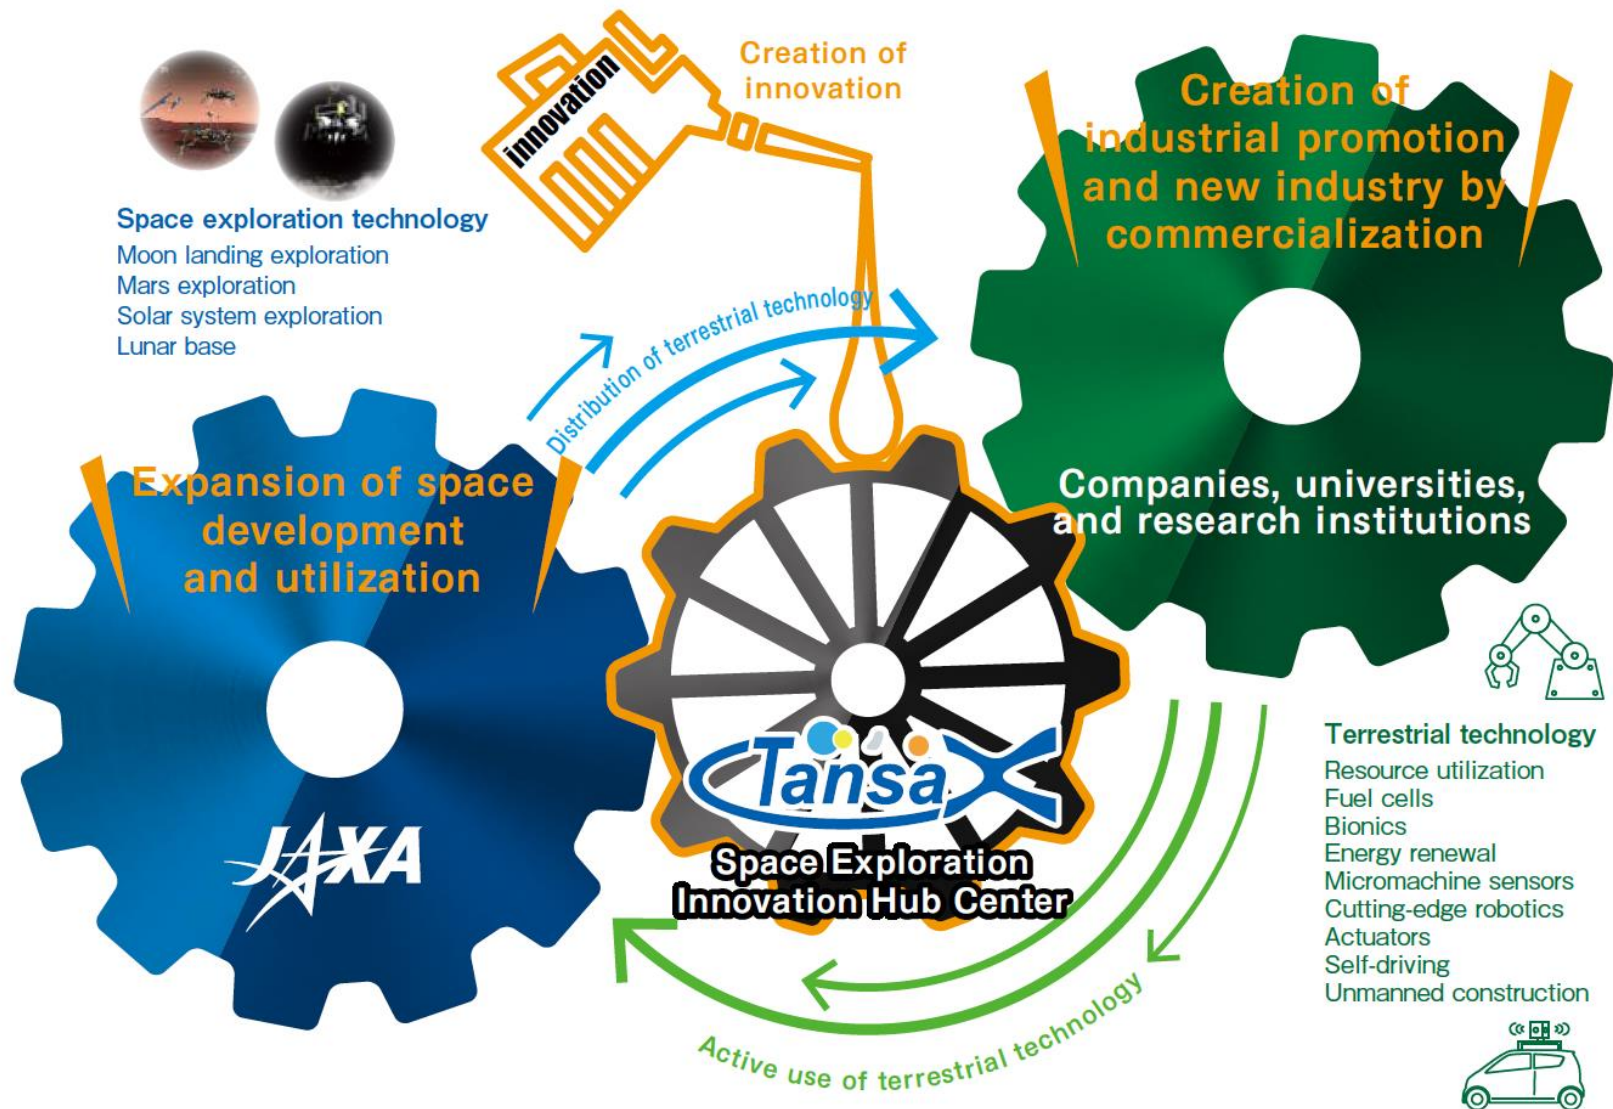 Creation of
innovation
innovation
Creation of
industrial promotion
and new industry by
commercialization
Space exploration technology
Moon landing exploration
Mars exploration
Solar system exploration
Lunar base
Distribution of terrestrial technology
Expansion of space
development
and utilization
Companies, universities,
and research institutions
JAXA
TansaX
Space Exploration
Innovation Hub Center
Terrestrial technology
Resource utilization
Fuel cells
Bionics
Energy renewal
Micromachine sensors
Cutting-edge robotics
Actuators
Self-driving
Unmanned construction
Active use of terrestrial technology